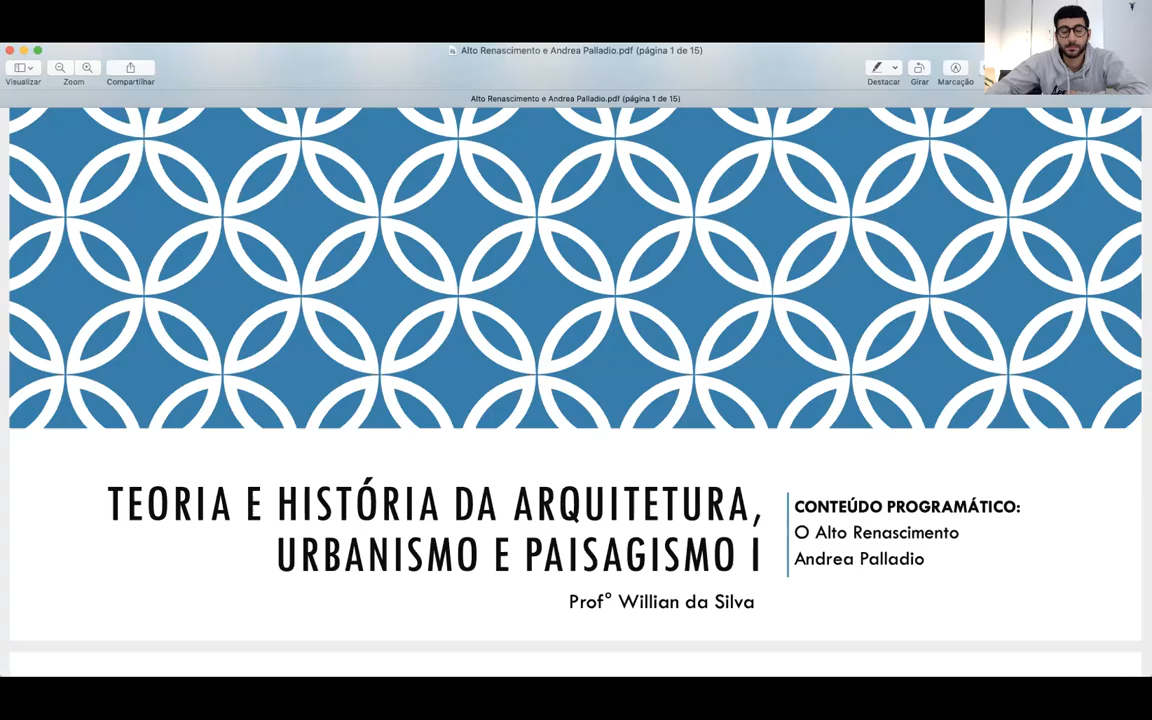 Alto Renascimento e Andrea Palladio.pdf (página 1 de 15)
Visualizar
Zoom
Compartilhar
Destacar
Girar
Marcação
Alto Renascimento e Andrea Palladio.pdf (página 1 de 15)
TEORIA E HISTÓRIA DA ARQUITETURA,
URBANISMO E PAISAGISMO I
Prof° Willian da Silva
CONTEÚDO PROGRAMÁTICO:
O Alto Renascimento
Andrea Palladio